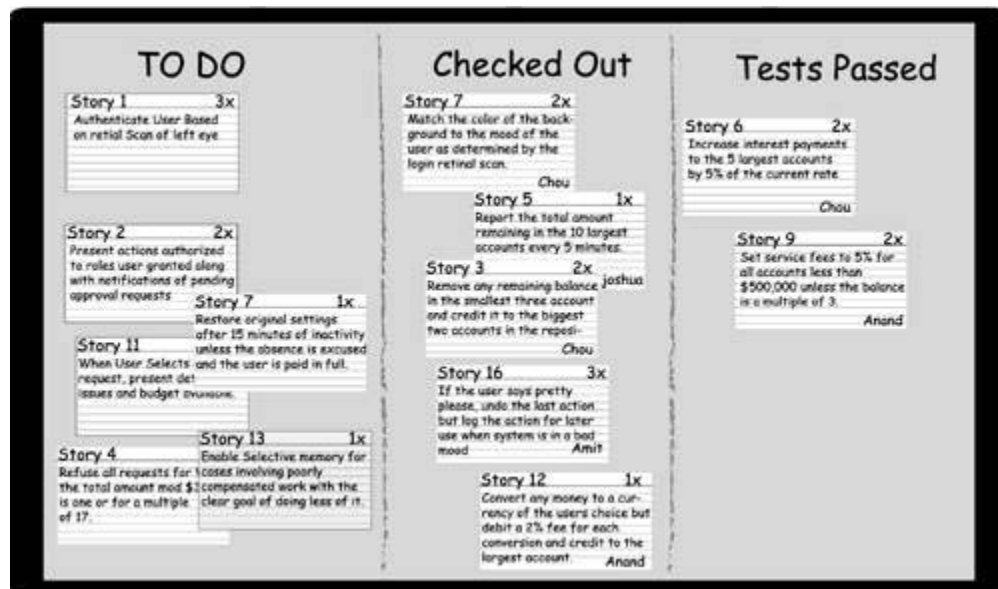 TO DO
Story 1 3x
Authenticate User Based
on retial Scan of left eye
Story 2 2x
Present actions authorized
to roles user granted along
with notifications of pending
approval requests
Story 7 1x
Restore original settings
after 15 minutes of inactivity
unless the absence is excused
and the user is paid in full.
Story 11
When User Selects
request, present det
issues and budget available.
Story 4
Refuse all requests for
the total amount mod
is one or for a multiple
of 17.
Story 13 1x
Enable Selective memory for
cases involving poorly
compensated work with the
clear goal of doing less of it.
Checked Out
Story 7 2x
Match the color of the back-
ground to the mood of the
user as determined by the
login retinal scan.
Chou
Story 5 1x
Report the total amount
remaining in the 10 largest
accounts every 5 minutes.
joshua
Story 3 2x
Remove any remaining balance
in the smallest three account
and credit it to the biggest
two accounts in the reposi-
Chou
Story 16 3x
If the user says pretty
please, undo the last action
but log the action for later
use when system is in a bad
mood
Amit
Story 12 1x
Convert any money to a cur-
rency of the users choice but
debit a 2% fee for each
conversion and credit to the
largest account.
Anand
Tests Passed
Story 6 2x
Increase interest payments
to the 5 largest accounts
by 5% of the current rate
Chou
Story 9 2x
Set service fees to 5% for
all accounts less than
$500,000 unless the balance
is a multiple of 3.
Anand